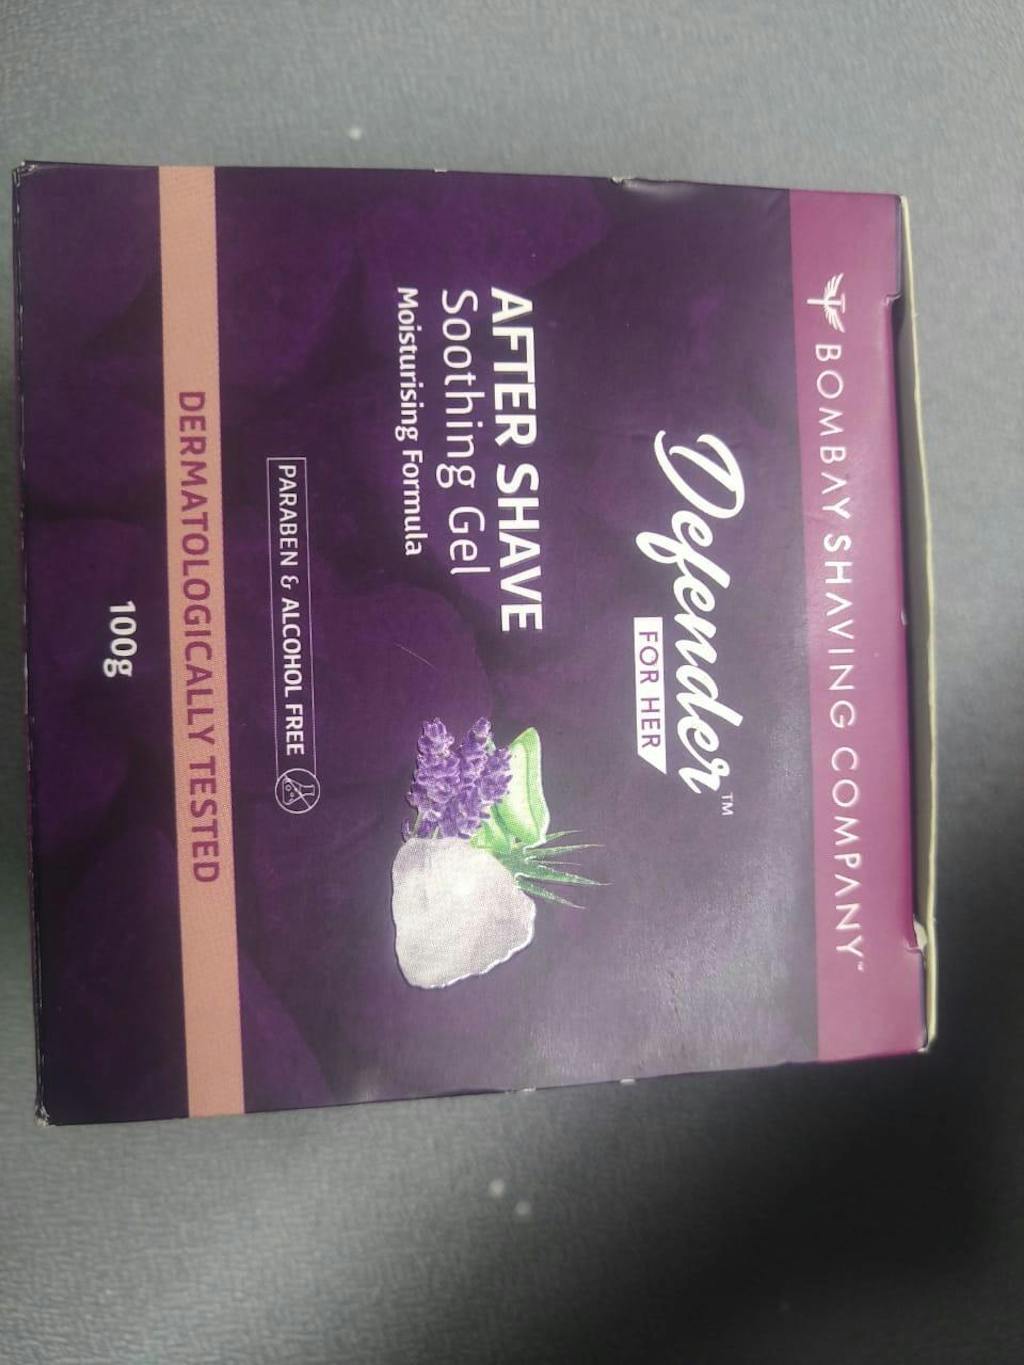 BOMBAY SHAVING COMPANY™
Defender™
FOR HER
AFTER SHAVE
Soothing Gel
Moisturising Formula
PARABEN & ALCOHOL FREE
DERMATOLOGICALLY TESTED
100g